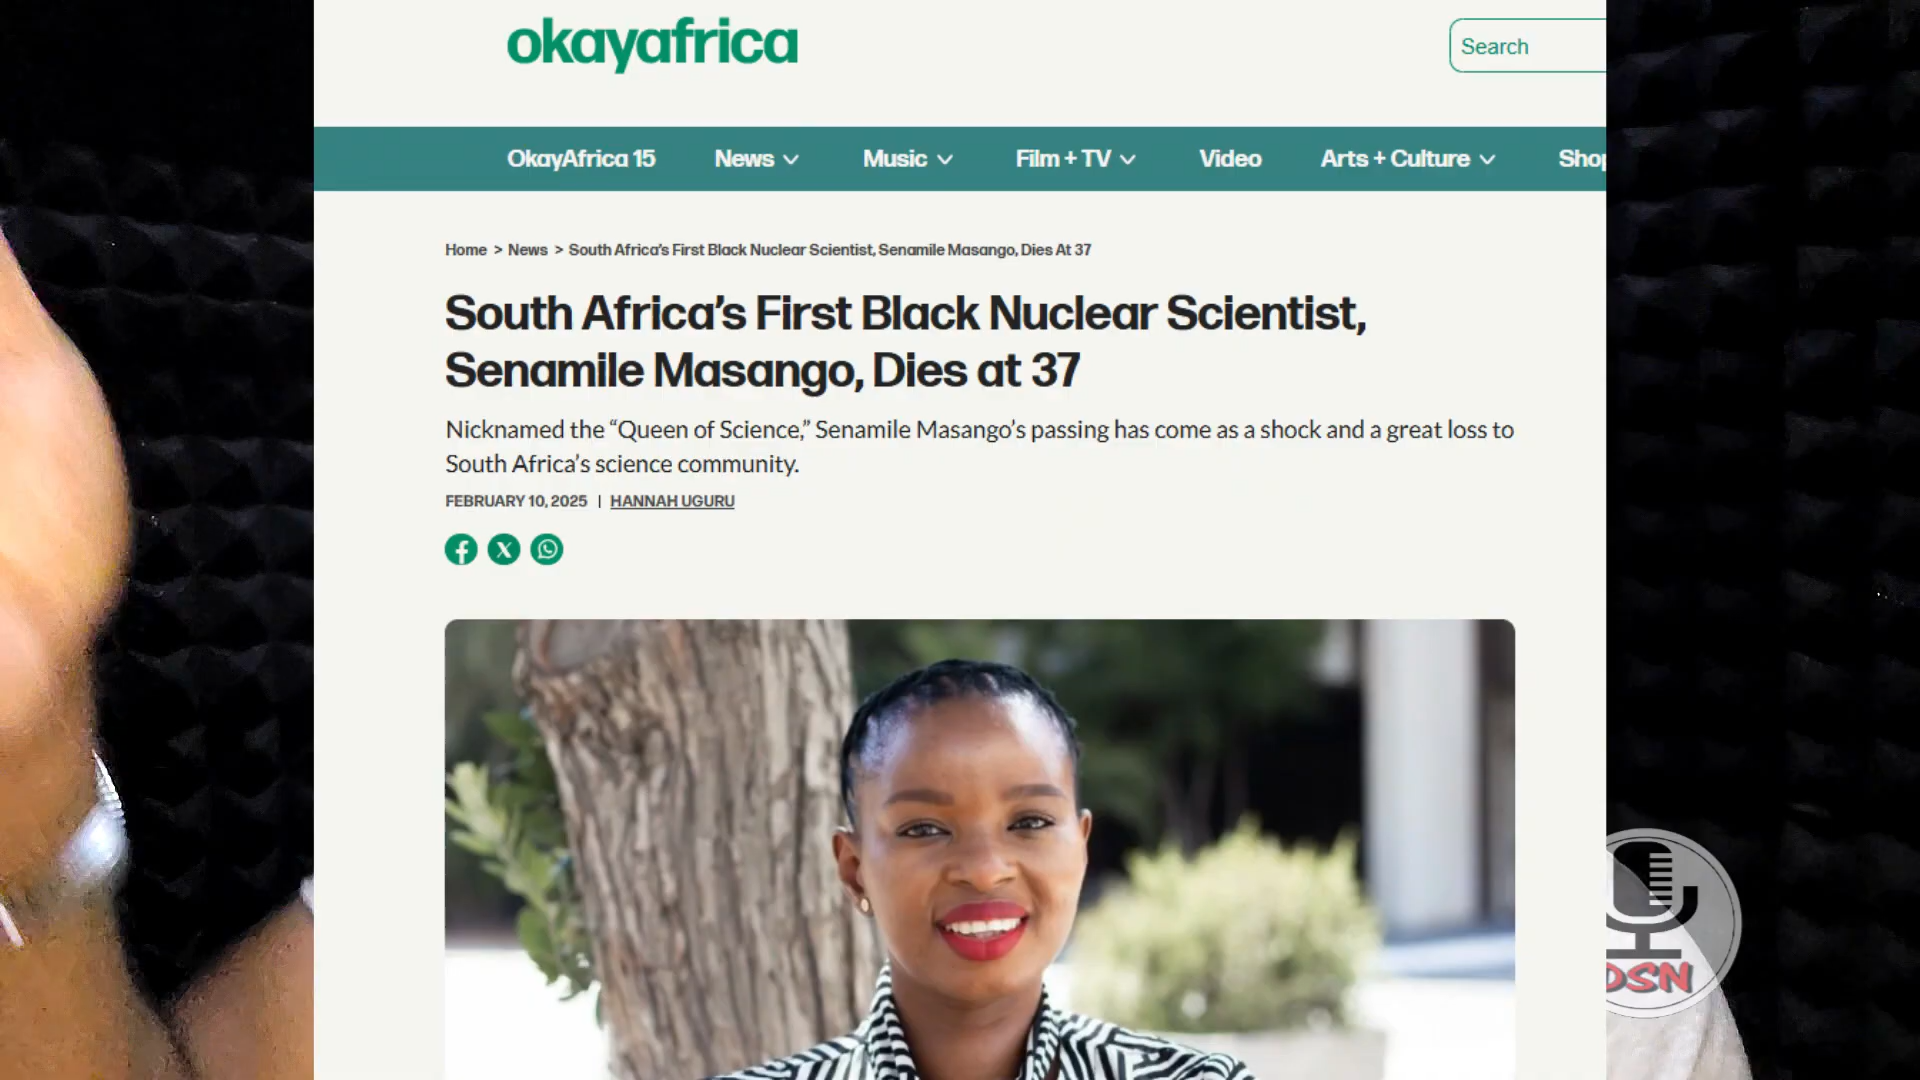 okayafrica
Search
OkayAfrica 15 News Music Film + TV Video Arts + Culture Shop
Home > News > South Africa's First Black Nuclear Scientist, Senamile Masango, Dies At 37
South Africa's First Black Nuclear Scientist,
Senamile Masango, Dies at 37
Nicknamed the “Queen of Science,” Senamile Masango's passing has come as a shock and a great loss to
South Africa's science community.
FEBRUARY 10, 2025 | HANNAH UGURU
DSN